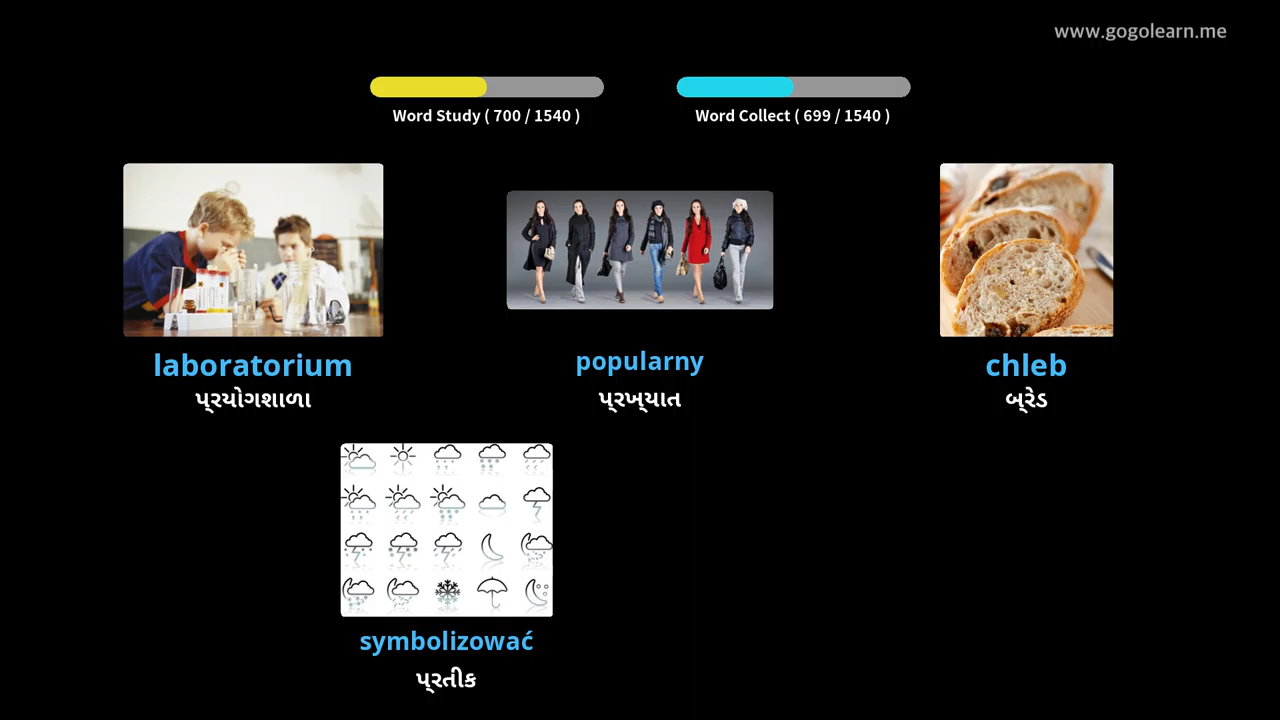 www.gogolearn.me
Word Study ( 700 / 1540 )
Word Collect ( 699 / 1540 )
laboratorium
પ્રયોગશાળા
popularny
પ્રખ્યાત
chleb
બ્રેડ
symbolizować
પ્રતીક